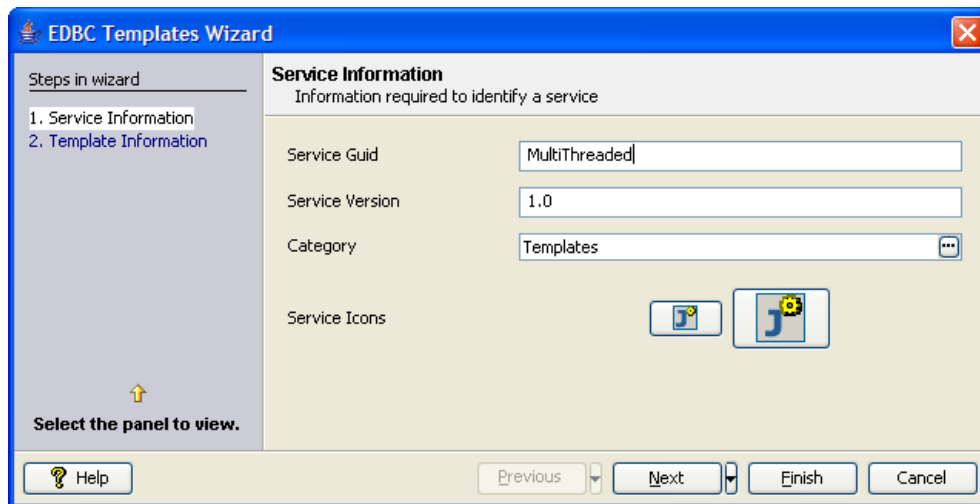 EDBC Templates Wizard
Steps in wizard
1. Service Information
2. Template Information
Select the panel to view.
Service Information
Information required to identify a service
Service Guid MultiThreaded
Service Version 1.0
Category Templates ...
Service Icons J J
? Help Previous Next Finish Cancel